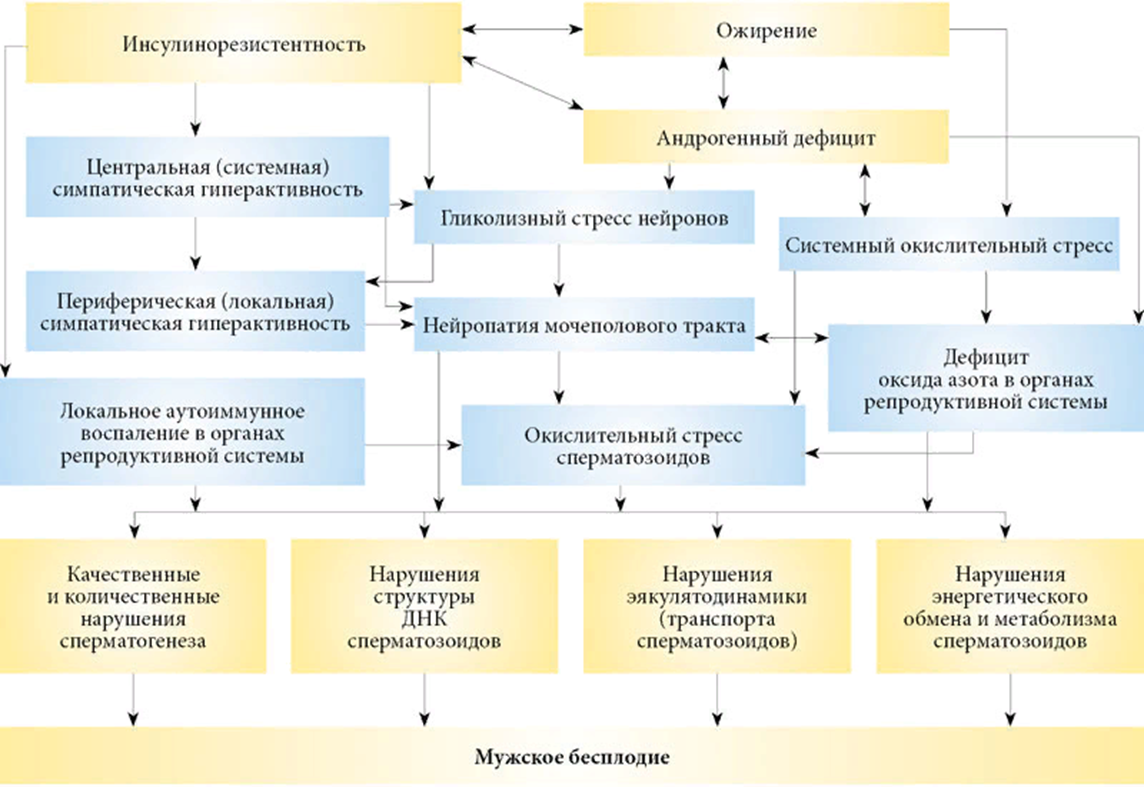 Инсулинорезистентность
Ожирение
Андрогенный дефицит
Центральная (системная)
симпатическая гиперактивность
Гликолизный стресс нейронов
Системный окислительный стресс
Периферическая (локальная)
симпатическая гиперактивность
Нейропатия мочеполового тракта
Дефицит
оксида азота в органах
репродуктивной системы
Локальное аутоиммунное
воспаление в органах
репродуктивной системы
Окислительный стресс
сперматозоидов
Качественные
и количественные
нарушения
сперматогенеза
Нарушения
структуры
ДНК
сперматозоидов
Нарушения
эякулятодинамики
(транспорта
сперматозоидов)
Нарушения
энергетического
обмена и метаболизма
сперматозоидов
Мужское бесплодие